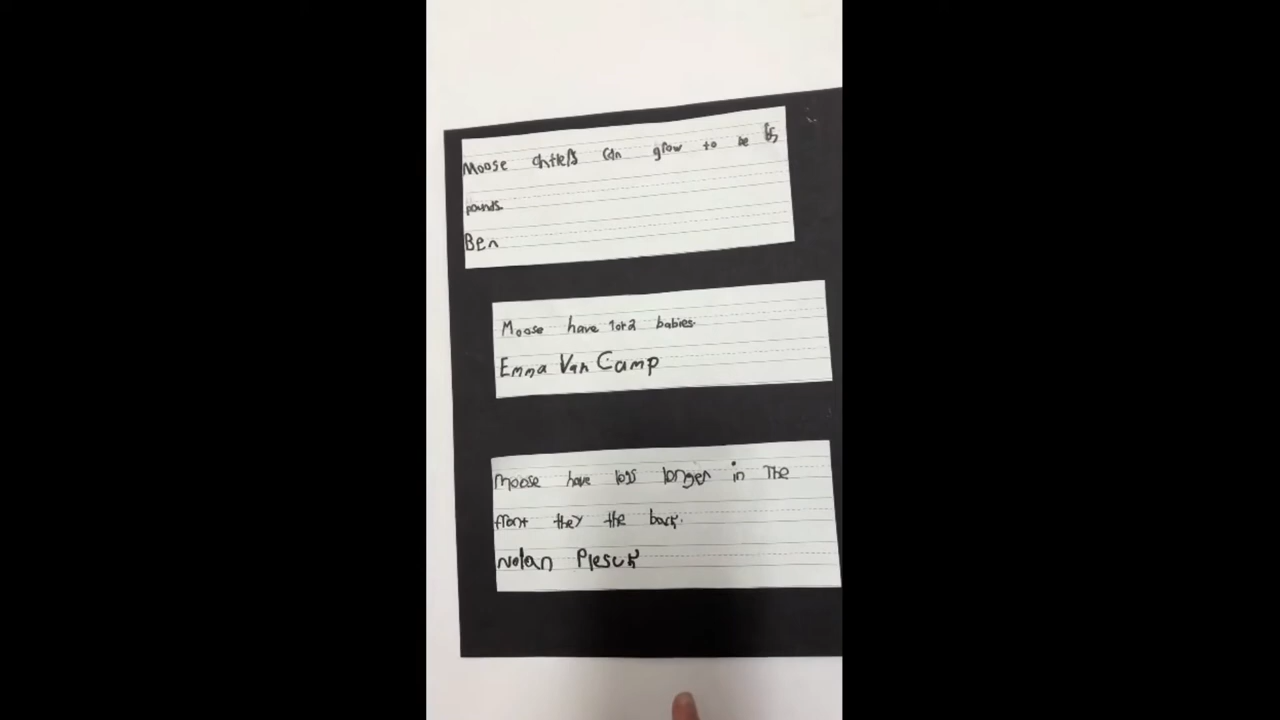 Moose antlers can grow to be
pounds.
Ben
Moose have 1 or 2 babies.
Emma Van Camp
Moose have legs longer in The
front they the back.
Nolan